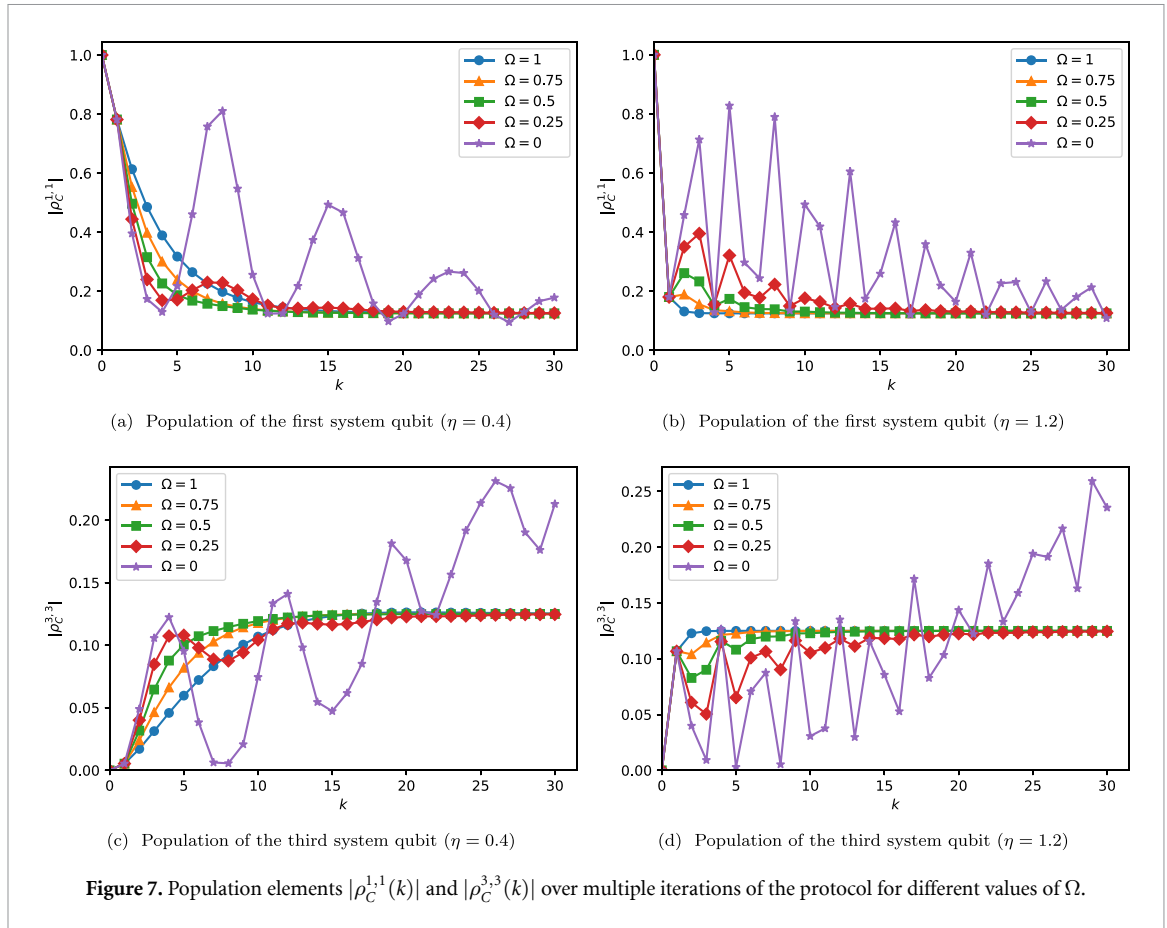 1.0
0.8
0.6
0.4
0.2
0.0
|ρ_C^{1,1}|
0 5 10 15 20 25 30
k
Ω = 1
Ω = 0.75
Ω = 0.5
Ω = 0.25
Ω = 0
(a) Population of the first system qubit (η = 0.4)
1.0
0.8
0.6
0.4
0.2
0.0
|ρ_C^{1,1}|
0 5 10 15 20 25 30
k
Ω = 1
Ω = 0.75
Ω = 0.5
Ω = 0.25
Ω = 0
(b) Population of the first system qubit (η = 1.2)
0.20
0.15
0.10
0.05
0.00
|ρ_C^{3,3}|
0 5 10 15 20 25 30
k
Ω = 1
Ω = 0.75
Ω = 0.5
Ω = 0.25
Ω = 0
(c) Population of the third system qubit (η = 0.4)
0.25
0.20
0.15
0.10
0.05
0.00
|ρ_C^{3,3}|
0 5 10 15 20 25 30
k
Ω = 1
Ω = 0.75
Ω = 0.5
Ω = 0.25
Ω = 0
(d) Population of the third system qubit (η = 1.2)
Figure 7. Population elements |ρ_C^{1,1}(k)| and |ρ_C^{3,3}(k)| over multiple iterations of the protocol for different values of Ω.